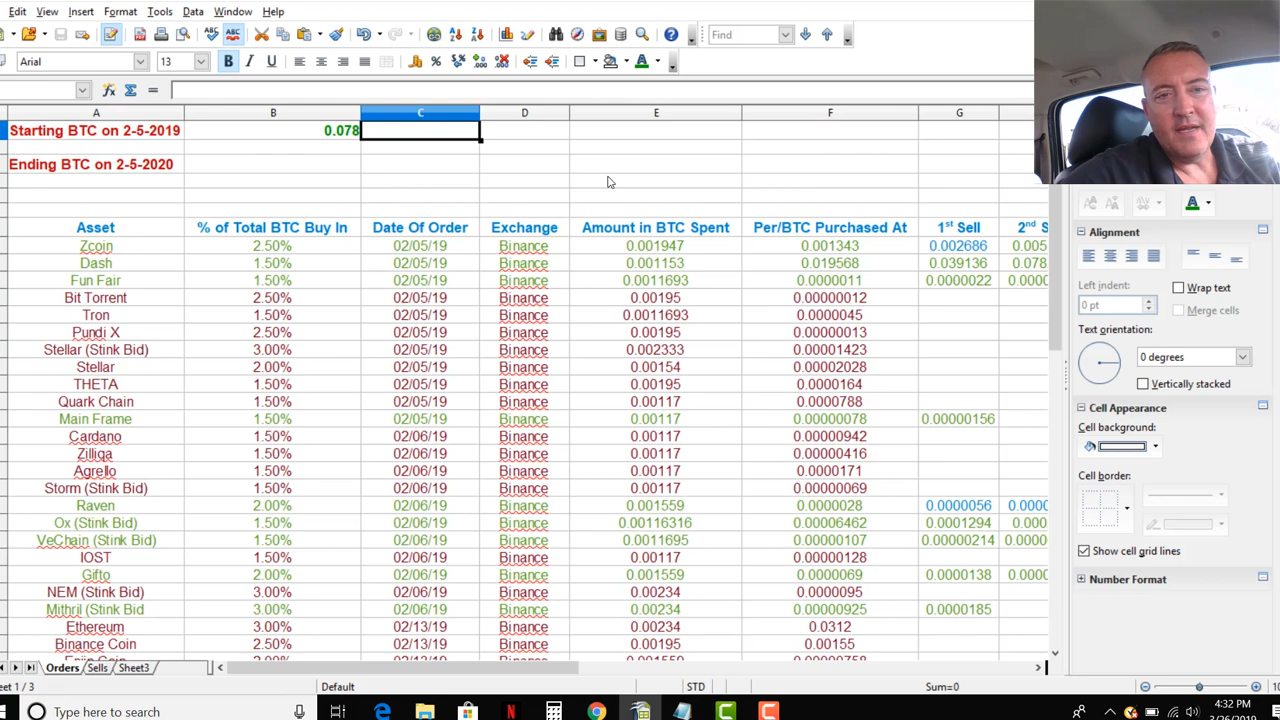 Edit View Insert Format Tools Data Window Help
Find
Arial 13
Starting BTC on 2-5-2019 0.078
Ending BTC on 2-5-2020
A B C D E F G
Asset % of Total BTC Buy In Date Of Order Exchange Amount in BTC Spent Per/BTC Purchased At 1st Sell 2nd S
Zcoin 2.50% 02/05/19 Binance 0.001947 0.001343 0.002686 0.005
Dash 1.50% 02/05/19 Binance 0.001153 0.019568 0.039136 0.078
Fun Fair 1.50% 02/05/19 Binance 0.0011693 0.0000011 0.0000022 0.0000
Bit Torrent 2.50% 02/05/19 Binance 0.00195 0.00000012
Tron 1.50% 02/05/19 Binance 0.0011693 0.0000045
Pundi X 2.50% 02/05/19 Binance 0.00195 0.00000013
Stellar (Stink Bid) 3.00% 02/05/19 Binance 0.002333 0.00001423
Stellar 2.00% 02/05/19 Binance 0.00154 0.00002028
THETA 1.50% 02/05/19 Binance 0.00195 0.0000164
Quark Chain 1.50% 02/05/19 Binance 0.00117 0.0000788
Main Frame 1.50% 02/05/19 Binance 0.00117 0.00000078 0.00000156
Cardano 1.50% 02/06/19 Binance 0.00117 0.00000942
Zilliqa 1.50% 02/06/19 Binance 0.00117 0.00000416
Agrello 1.50% 02/06/19 Binance 0.00117 0.0000171
Storm (Stink Bid) 1.50% 02/06/19 Binance 0.00117 0.00000069
Raven 2.00% 02/06/19 Binance 0.001559 0.0000028 0.0000056 0.0000
Ox (Stink Bid) 1.50% 02/06/19 Binance 0.00116316 0.00006462 0.0001294 0.000
VeChain (Stink Bid) 1.50% 02/06/19 Binance 0.0011695 0.00000107 0.00000214 0.0000
IOST 1.50% 02/06/19 Binance 0.00117 0.00000128
Gifto 2.00% 02/06/19 Binance 0.001559 0.0000069 0.0000138 0.0000
NEM (Stink Bid) 3.00% 02/06/19 Binance 0.00234 0.0000095
Mithril (Stink Bid 3.00% 02/06/19 Binance 0.00234 0.00000925 0.0000185
Ethereum 3.00% 02/13/19 Binance 0.00234 0.0312
Binance Coin 2.50% 02/13/19 Binance 0.00195 0.00155
Alignment
Left indent:
0 pt
Wrap text
Merge cells
Text orientation:
0 degrees
Vertically stacked
Cell Appearance
Cell background:
Cell border:
Show cell grid lines
Number Format
Orders Sells Sheet3
eet 1 / 3 Default STD Sum=0
Type here to search 4:32 PM